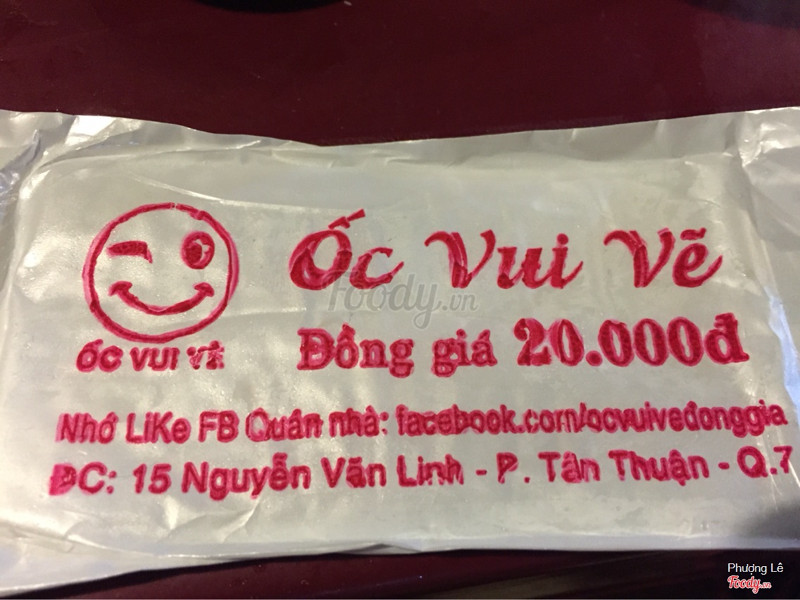 Ốc Vui Vẽ
Foody.vn
ỐC VUI VẺ
Đồng giá 20.000đ
Nhớ LiKe FB Quán nhà: facebook.com/ocvuivedonggia
ĐC: 15 Nguyễn Văn Linh - P. Tân Thuận - Q.7
Phượng Lê
Foody.vn